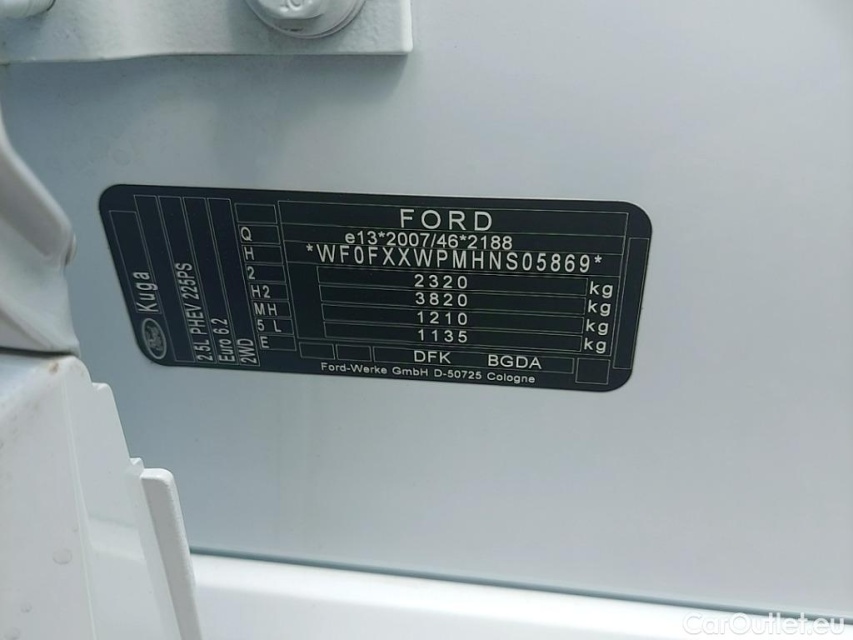 FORD
e13*2007/46*2188
*WF0FXXWPMHNS05869*
2320 kg
3820 kg
1210 kg
1135 kg
DFK BGDA
Ford-Werke GmbH D-50725 Cologne
Q
H
2
H2
MH
5 L
E
Ford
Kuga
2.5L PHEV 225PS
Euro 6.2
2WD
CarOutlet.eu